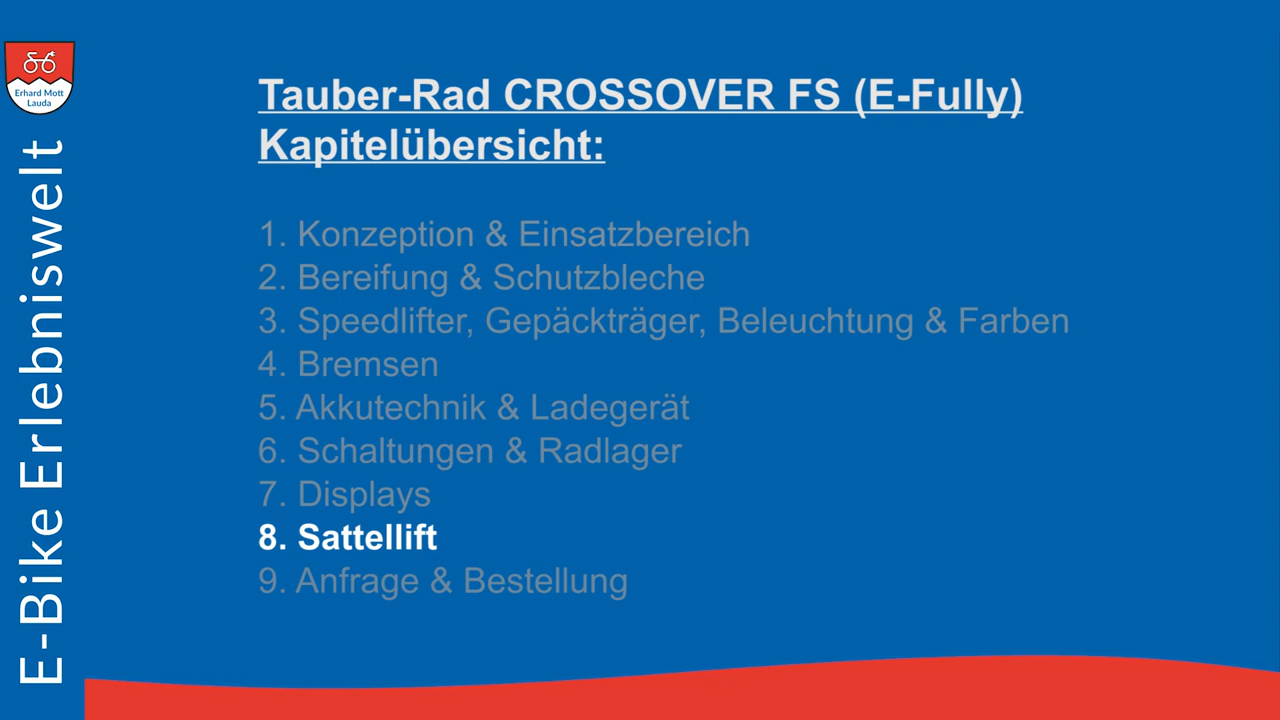 Erhard Mott
Lauda
E-Bike Erlebniswelt
Tauber-Rad CROSSOVER FS (E-Fully)
Kapitelübersicht:
1. Konzeption & Einsatzbereich
2. Bereifung & Schutzbleche
3. Speedlifter, Gepäckträger, Beleuchtung & Farben
4. Bremsen
5. Akkutechnik & Ladegerät
6. Schaltungen & Radlager
7. Displays
8. Sattellift
9. Anfrage & Bestellung